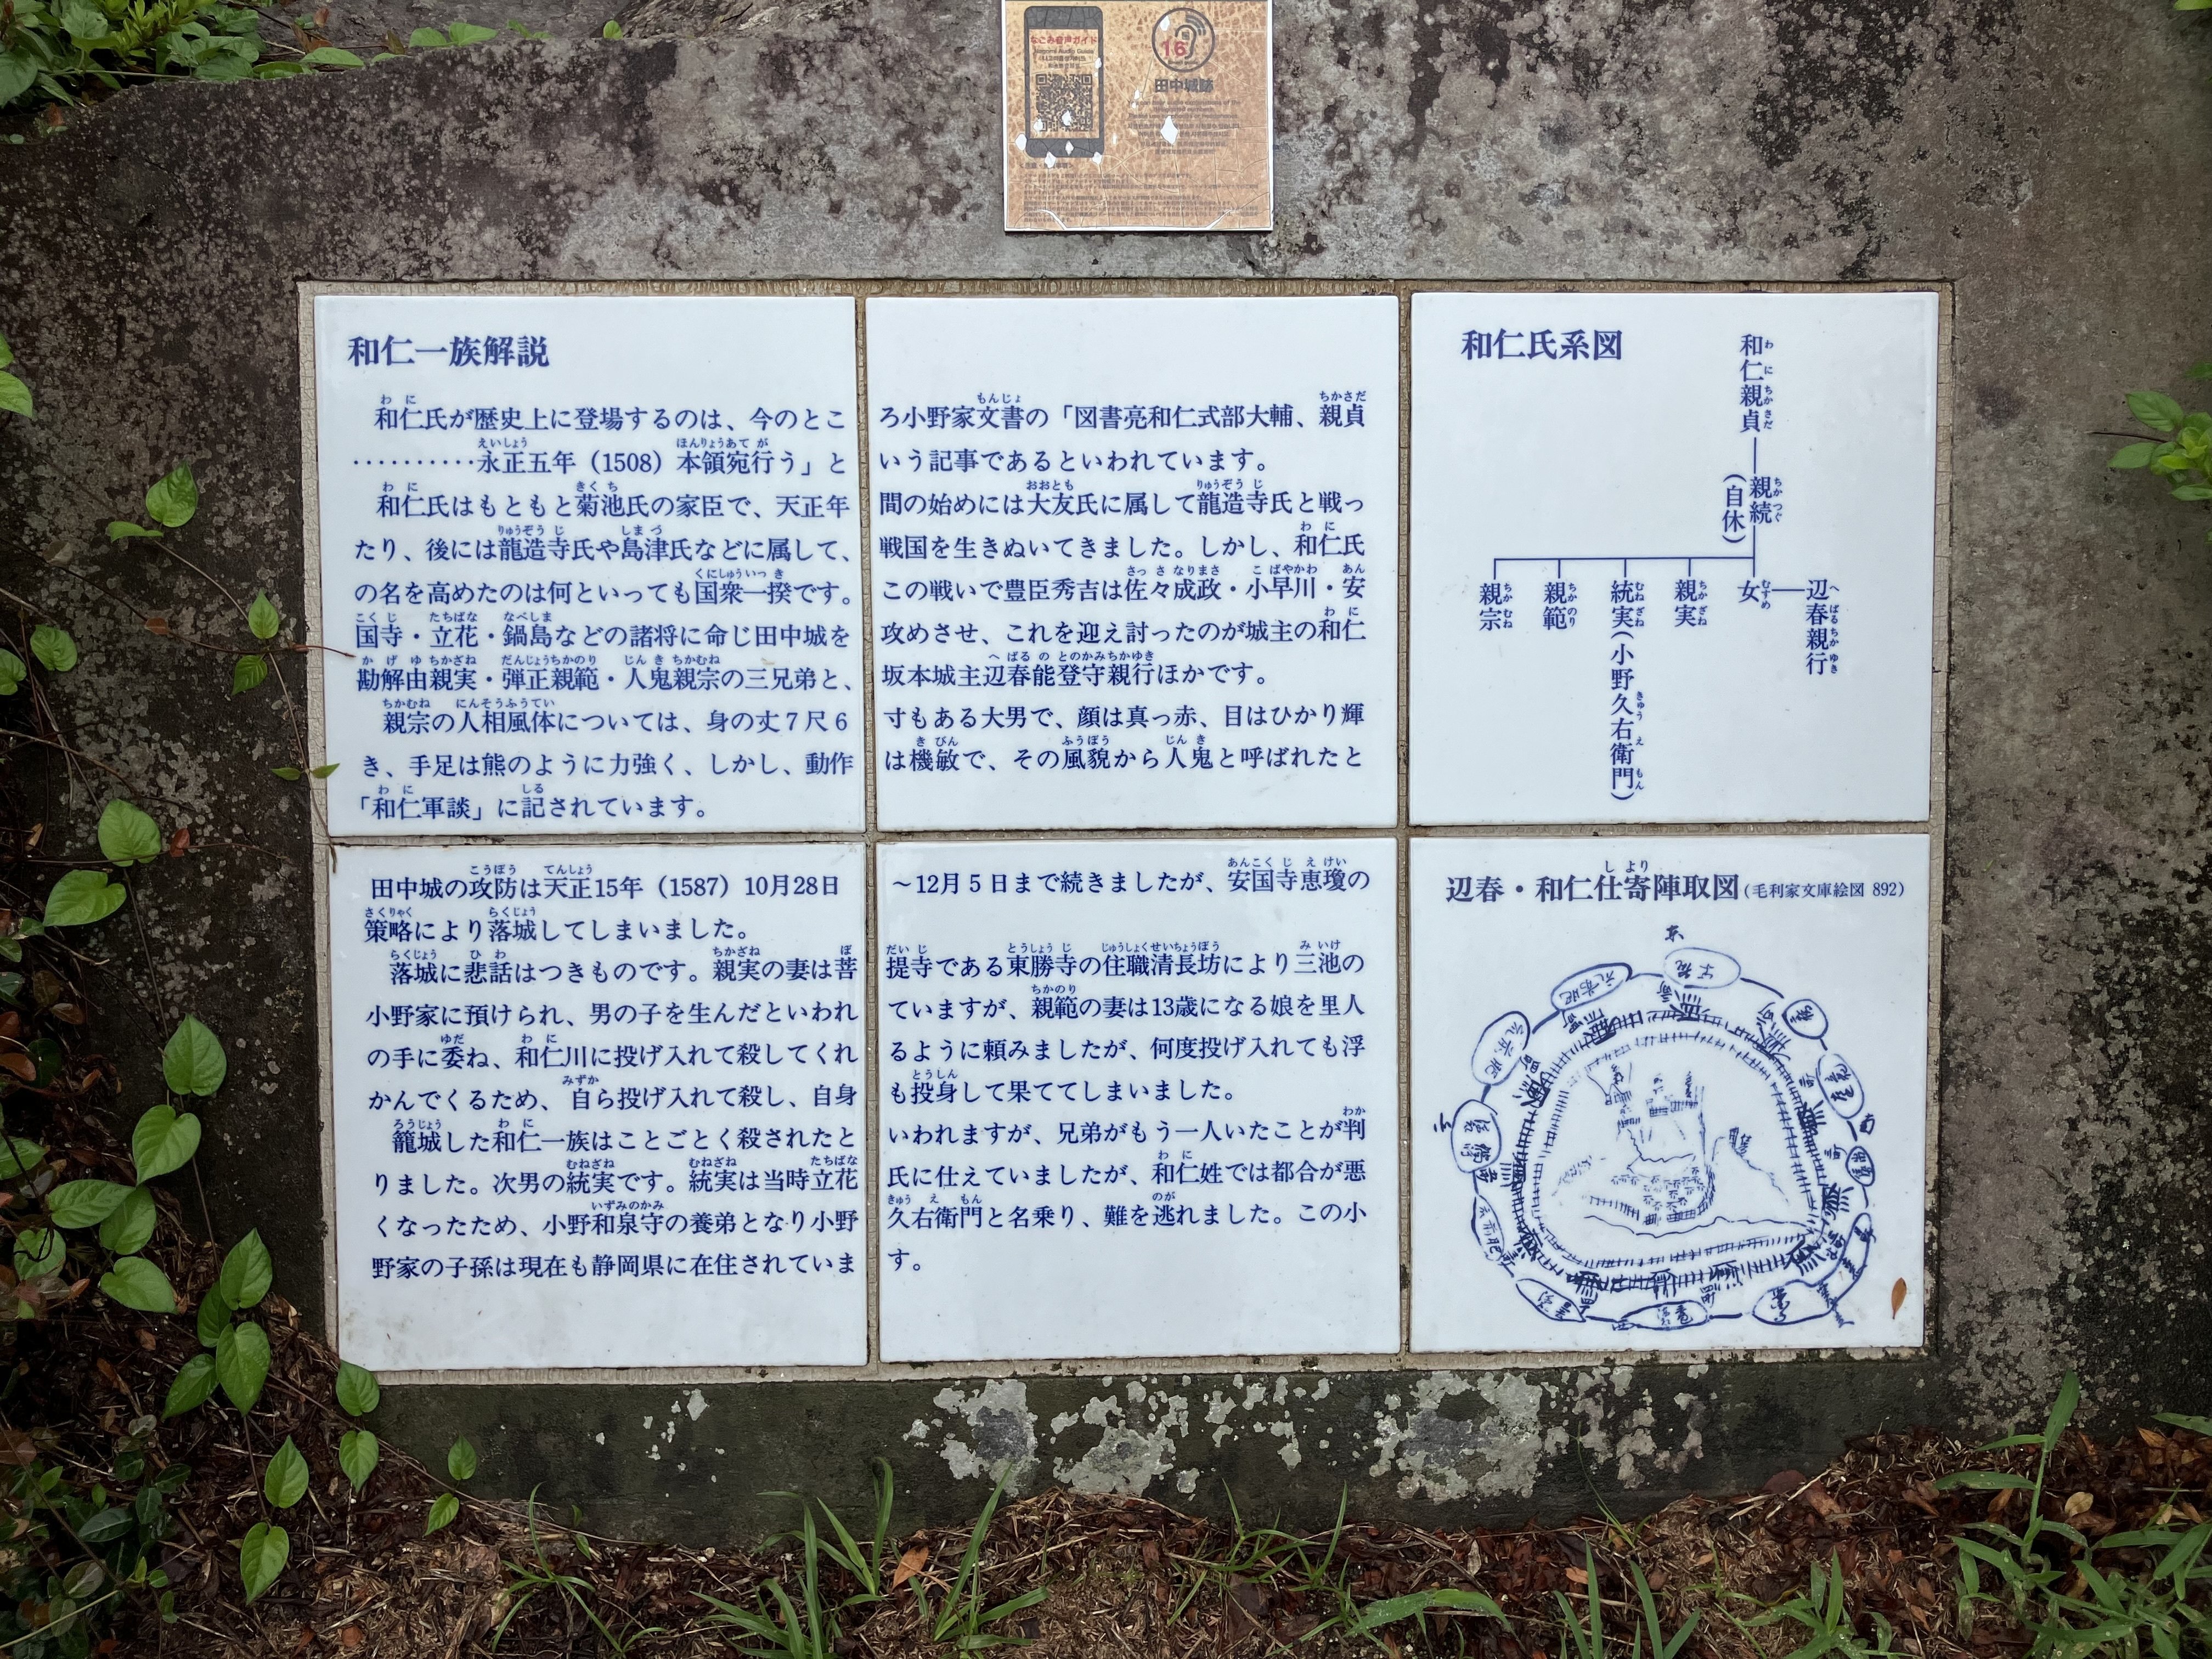 なごみ音声ガイド
16
田中城跡
和仁一族解説
和仁氏が歴史上に登場するのは、今のところ小野家文書の「図書亮和仁式部大輔、親貞
‥‥‥‥‥永正五年（1508）本領宛行う」という記事であるといわれています。
和仁氏はもともと菊池氏の家臣で、天正年間の始めには大友氏に属して龍造寺氏と戦っ
たり、後には龍造寺氏や島津氏などに属して、戦国を生きぬいてきました。しかし、和仁氏
の名を高めたのは何といっても国衆一揆です。この戦いで豊臣秀吉は佐々成政・小早川・安
国寺・立花・鍋島などの諸将に命じ田中城を攻めさせ、これを迎え討ったのが城主の和仁
勘解由親実・弾正親範・人鬼親宗の三兄弟と、坂本城主辺春能登守親行ほかです。
親宗の人相風体については、身の丈７尺６寸もある大男で、顔は真っ赤、目はひかり輝
き、手足は熊のように力強く、しかし、動作は機敏で、その風貌から人鬼と呼ばれたと
「和仁軍談」に記されています。
田中城の攻防は天正15年（1587）10月28日～12月５日まで続きましたが、安国寺恵瓊の
策略により落城してしまいました。
落城に悲話はつきものです。親実の妻は菩提寺である東勝寺の住職清長坊により三池の
小野家に預けられ、男の子を生んだといわれていますが、親範の妻は13歳になる娘を里人
の手に委ね、和仁川に投げ入れて殺してくれるように頼みましたが、何度投げ入れても浮
かんでくるため、自ら投げ入れて殺し、自身も投身して果ててしまいました。
籠城した和仁一族はことごとく殺されたといわれますが、兄弟がもう一人いたことが判
りました。次男の統実です。統実は当時立花氏に仕えていましたが、和仁姓では都合が悪
くなったため、小野和泉守の養弟となり小野久右衛門と名乗り、難を逃れました。この小
野家の子孫は現在も静岡県に在住されています。
和仁氏系図
和仁親貞
親続
（自休）
辺春親行
女
親実
統実（小野久右衛門）
親範
親宗
辺春・和仁仕寄陣取図（毛利家文庫絵図 892）
東
南
西